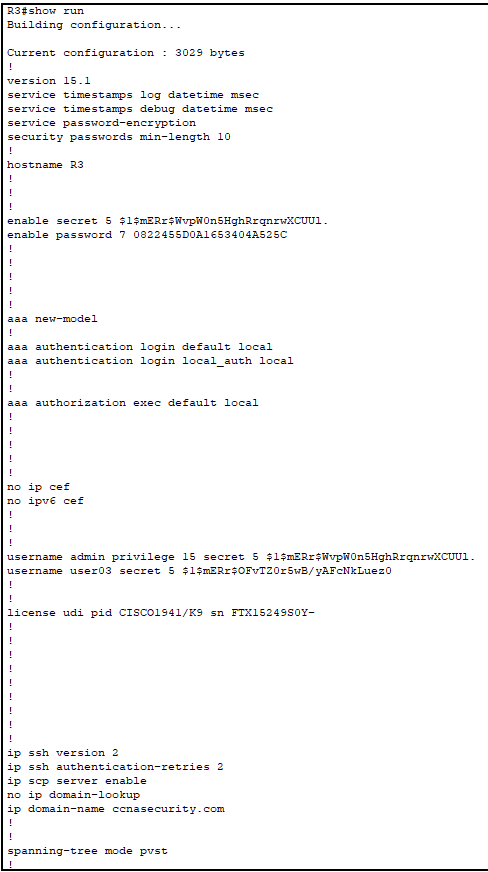 R3#show run
Building configuration...
Current configuration : 3029 bytes
!
version 15.1
service timestamps log datetime msec
service timestamps debug datetime msec
service password-encryption
security passwords min-length 10
!
hostname R3
!
!
!
enable secret 5 $1$mERr$WvpW0n5HghRrqnrwXCUUl.
enable password 7 0822455D0A1653404A525C
!
!
!
!
!
aaa new-model
!
aaa authentication login default local
aaa authentication login local_auth local
!
!
aaa authorization exec default local
!
!
!
!
!
no ip cef
no ipv6 cef
!
!
!
username admin privilege 15 secret 5 $1$mERr$WvpW0n5HghRrqnrwXCUUl.
username user03 secret 5 $1$mERr$OFvTZ0r5wB/yAFcNkLuez0
!
!
license udi pid CISCO1941/K9 sn FTX15249S0Y-
!
!
!
!
!
!
!
!
!
ip ssh version 2
ip ssh authentication-retries 2
ip scp server enable
no ip domain-lookup
ip domain-name ccnasecurity.com
!
!
spanning-tree mode pvst
!